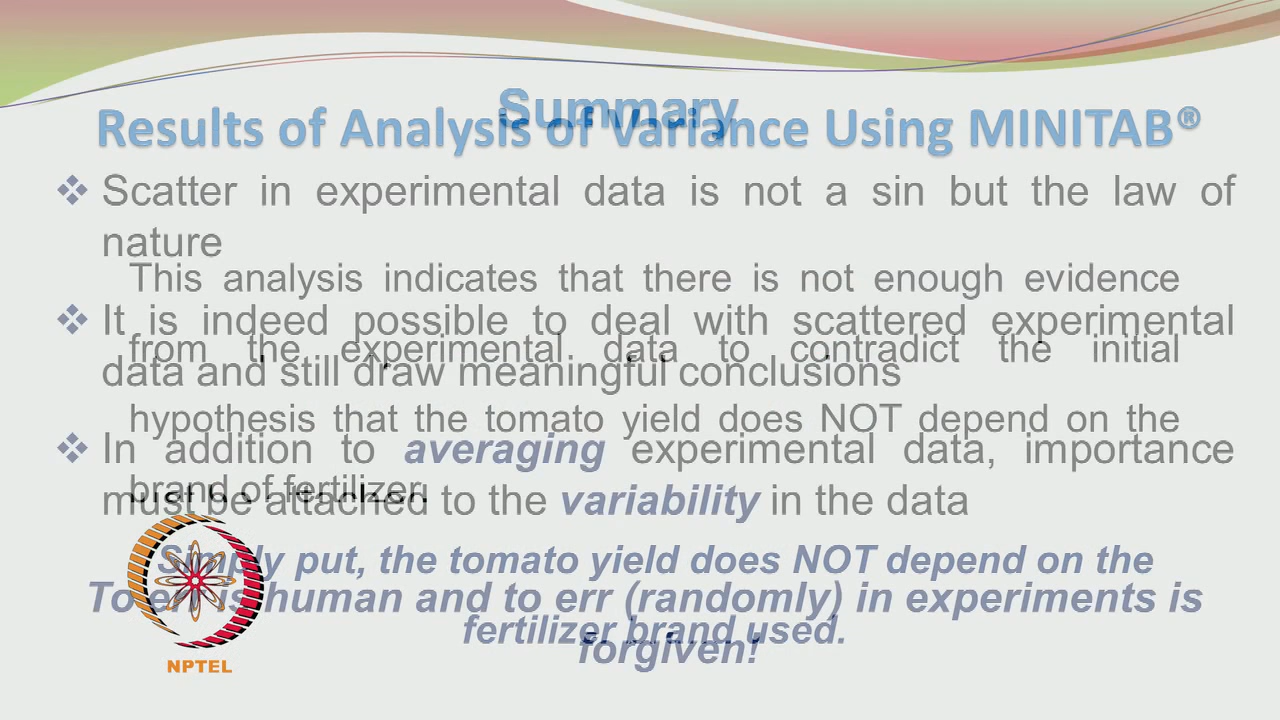 Summary
Results of Analysis of Variance Using MINITAB®
❖ Scatter in experimental data is not a sin but the law of
nature
This analysis indicates that there is not enough evidence
❖ It is indeed possible to deal with scattered experimental
from the experimental data to contradict the initial
data and still draw meaningful conclusions
hypothesis that the tomato yield does NOT depend on the
❖ In addition to averaging experimental data, importance
brand of fertilizer.
must be attached to the variability in the data
Simply put, the tomato yield does NOT depend on the
To err is human and to err (randomly) in experiments is
fertilizer brand used.
forgiven!
NPTEL